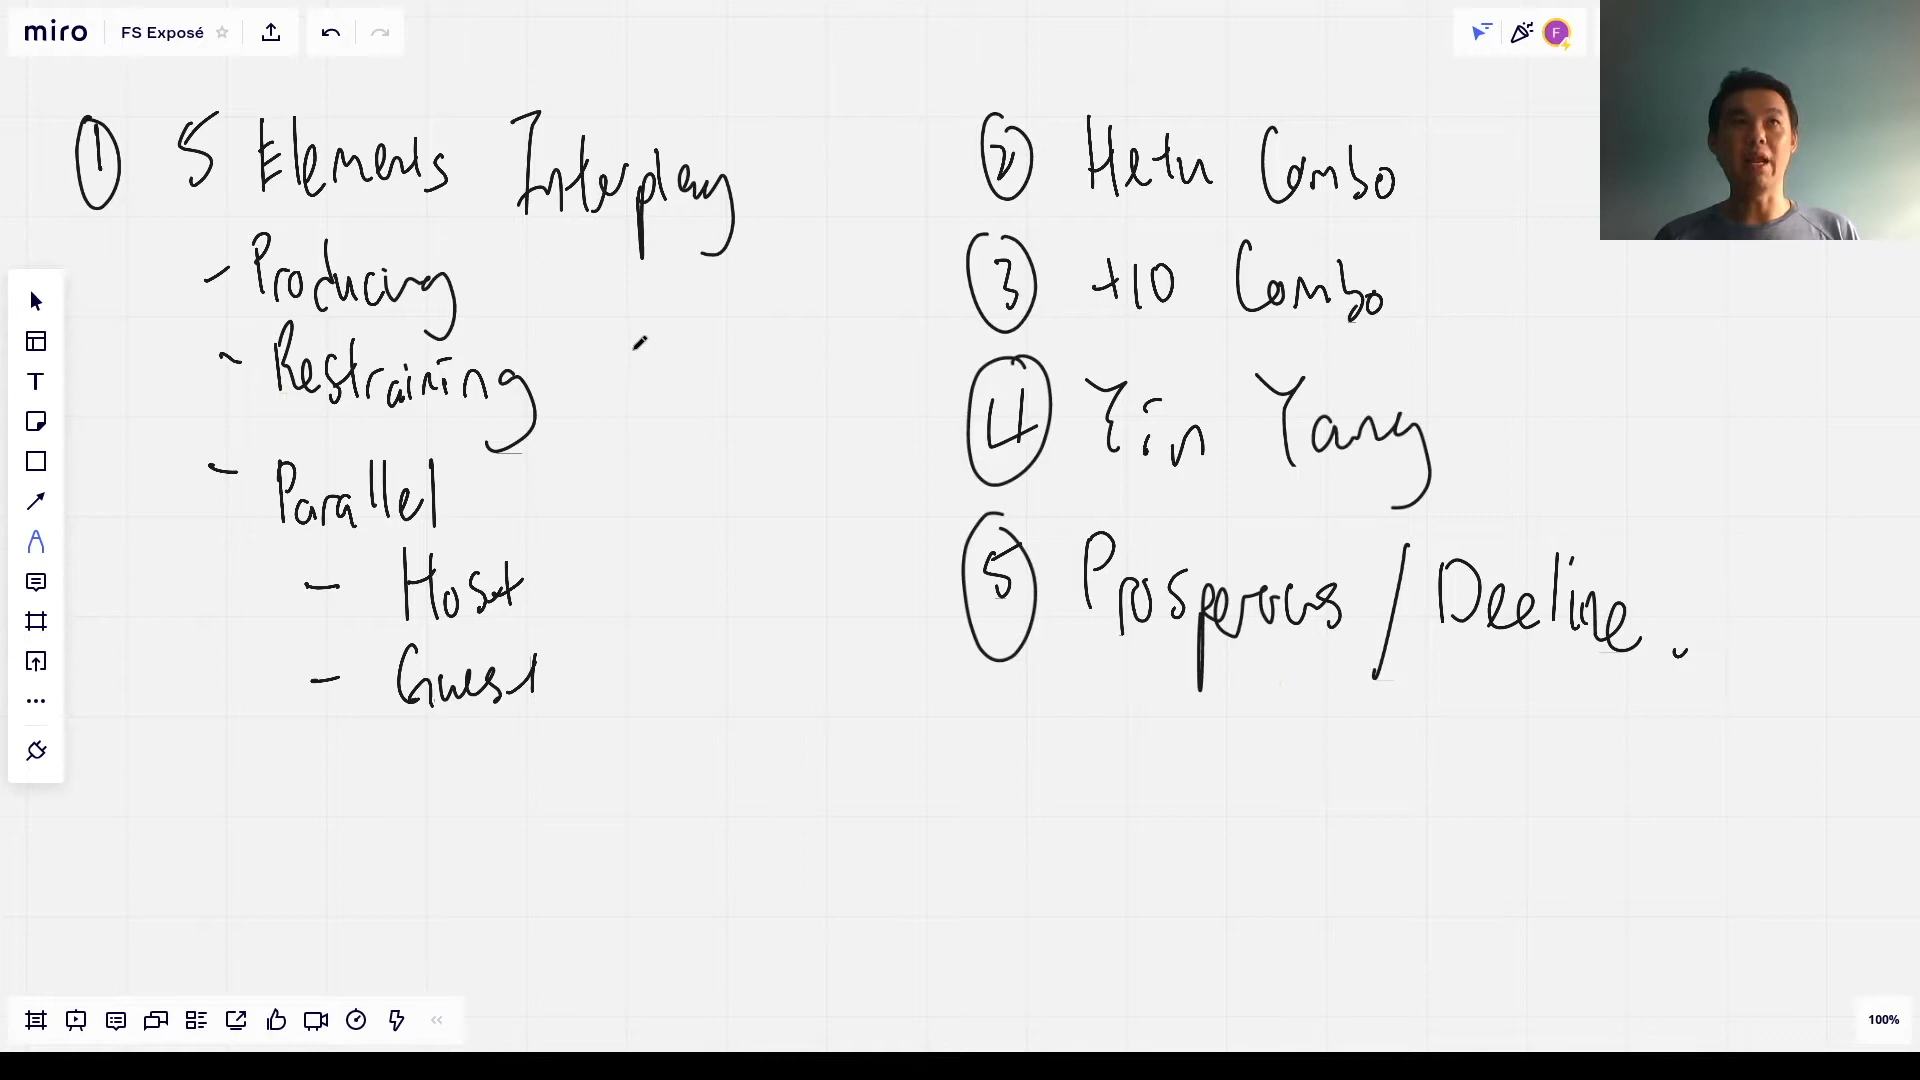 miro FS Exposé
F
① 5 Elements Interplay
- Producing
- Restraining
- Parallel
- Host
- Guest
② Hetu Combo
③ +10 Combo
④ Yin Yang
⑤ Prosperous / Decline.
T
100%